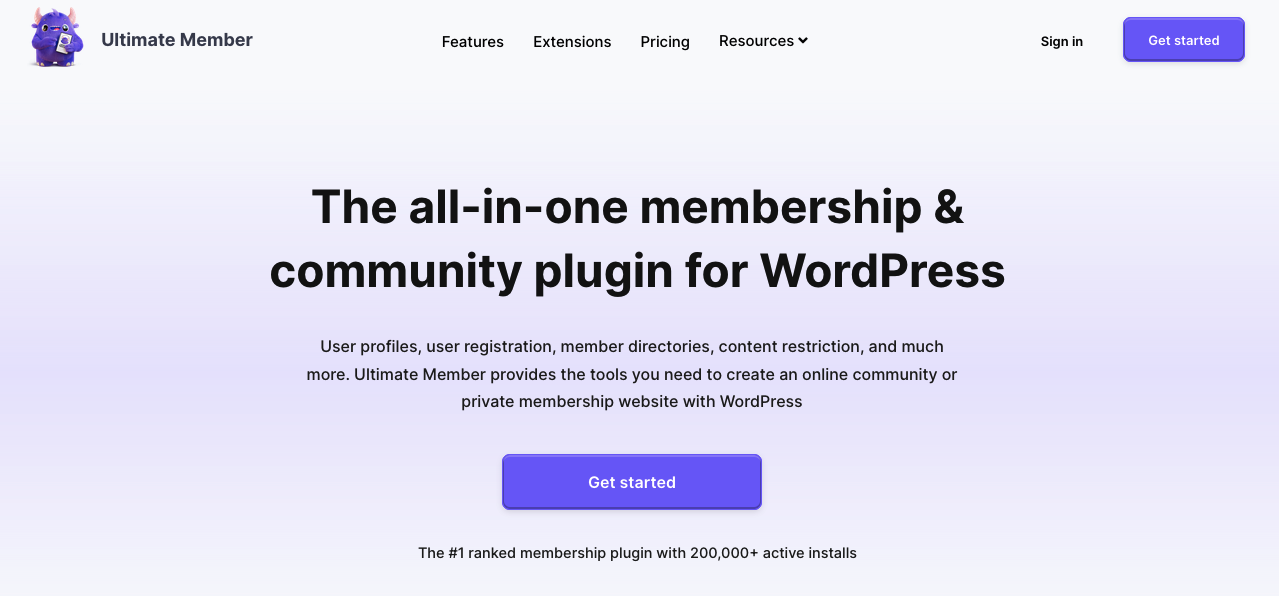 Ultimate Member
Features
Extensions
Pricing
Resources
Sign in
Get started
The all-in-one membership &
community plugin for WordPress
User profiles, user registration, member directories, content restriction, and much
more. Ultimate Member provides the tools you need to create an online community or
private membership website with WordPress
Get started
The #1 ranked membership plugin with 200,000+ active installs